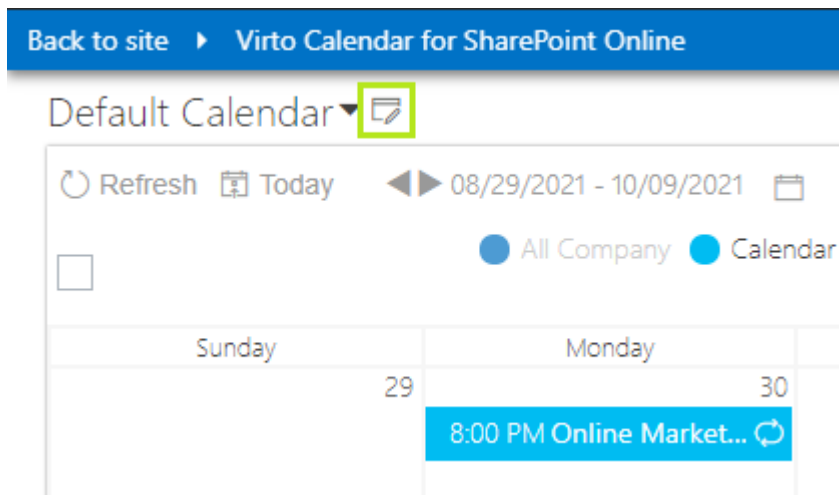 Back to site Virto Calendar for SharePoint Online
Default Calendar
Refresh Today 08/29/2021 - 10/09/2021
All Company Calendar
Sunday Monday
29 30
8:00 PM Online Market...